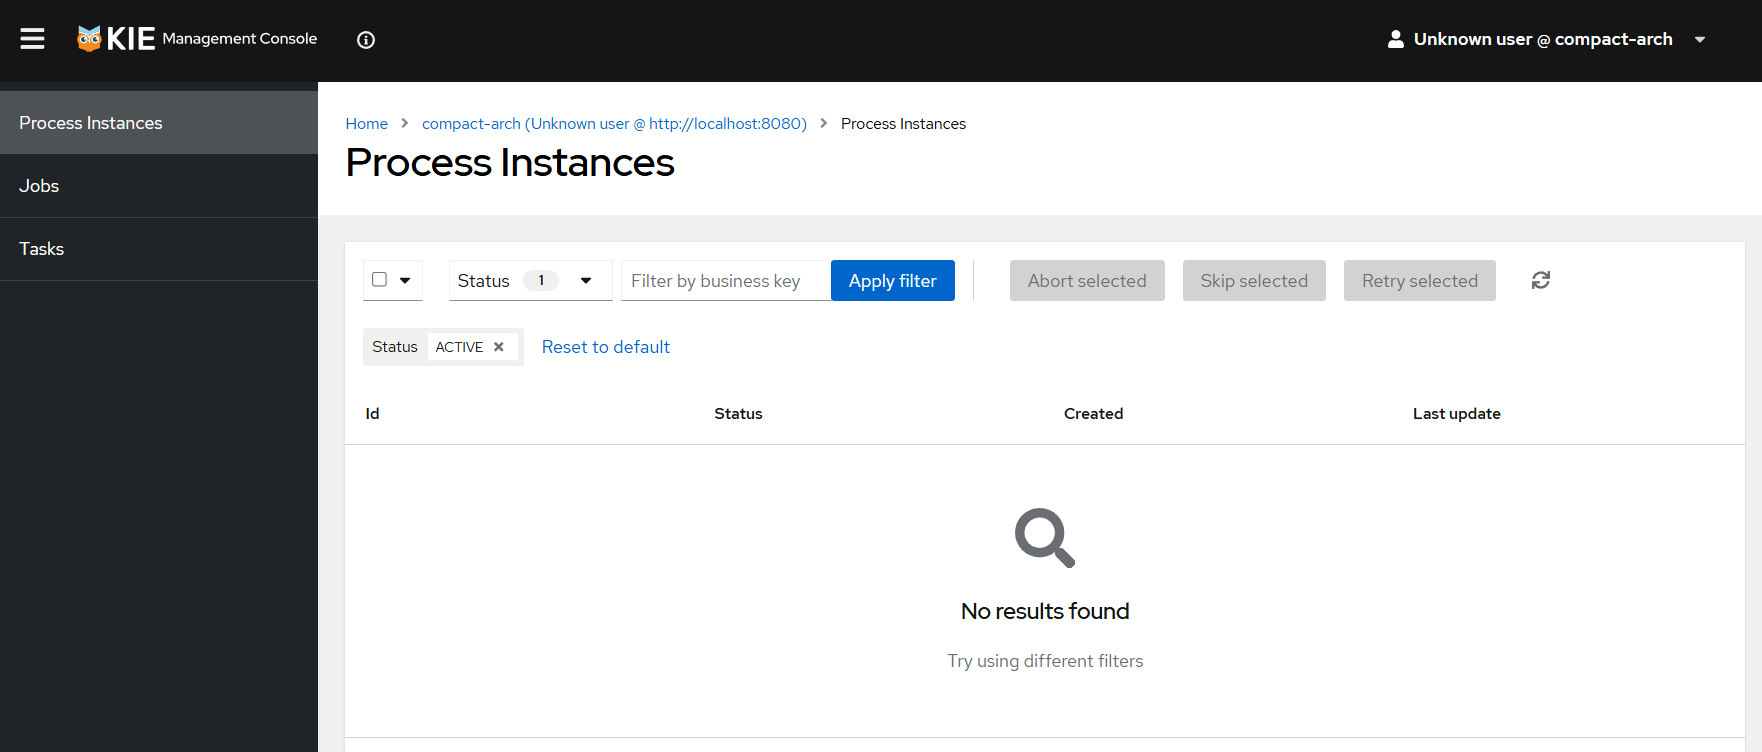 KIE Management Console
Unknown user @ compact-arch
Process Instances
Jobs
Tasks
Home > compact-arch (Unknown user @ http://localhost:8080) > Process Instances
Process Instances
Status 1 Filter by business key Apply filter Abort selected Skip selected Retry selected
Status ACTIVE Reset to default
Id Status Created Last update
No results found
Try using different filters